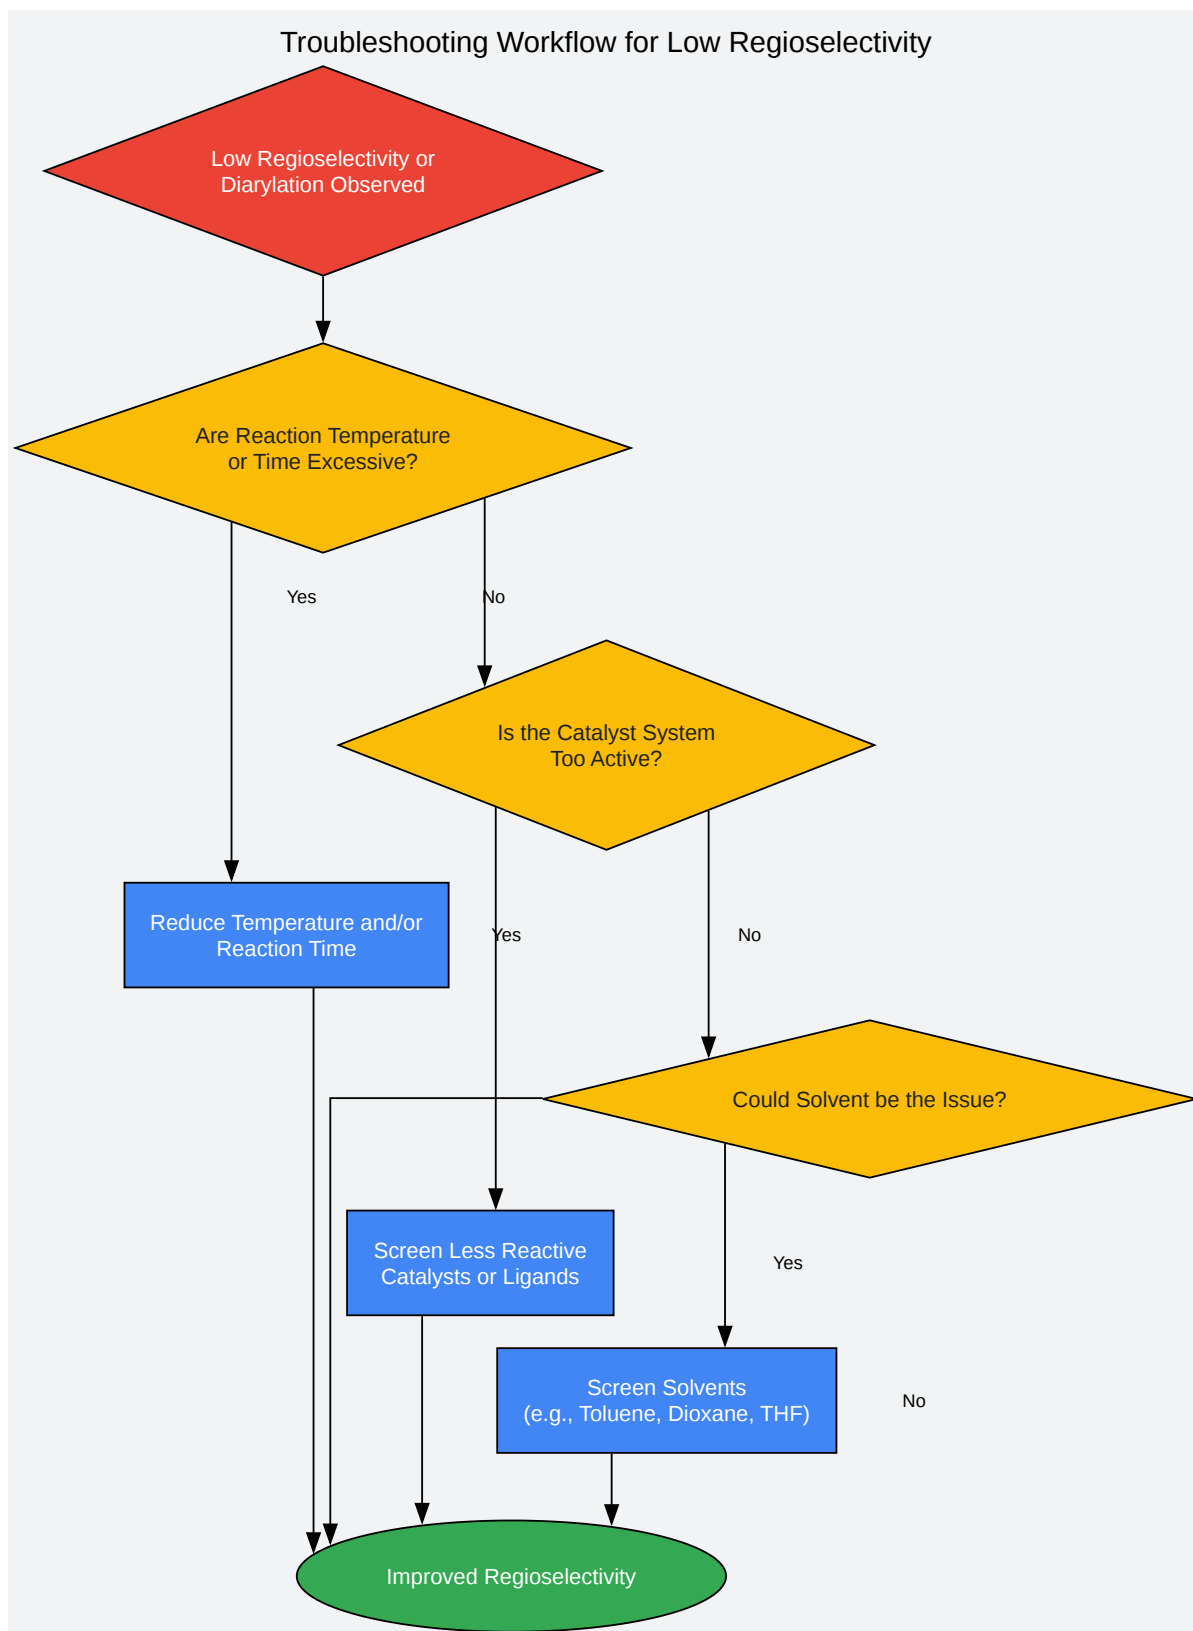 Troubleshooting Workflow for Low Regioselectivity
Low Regioselectivity or
Diarylation Observed
Are Reaction Temperature
or Time Excessive?
Yes
No
Is the Catalyst System
Too Active?
Reduce Temperature and/or
Reaction Time
Yes
No
Could Solvent be the Issue?
Screen Less Reactive
Catalysts or Ligands
Yes
Screen Solvents
(e.g., Toluene, Dioxane, THF)
No
Improved Regioselectivity